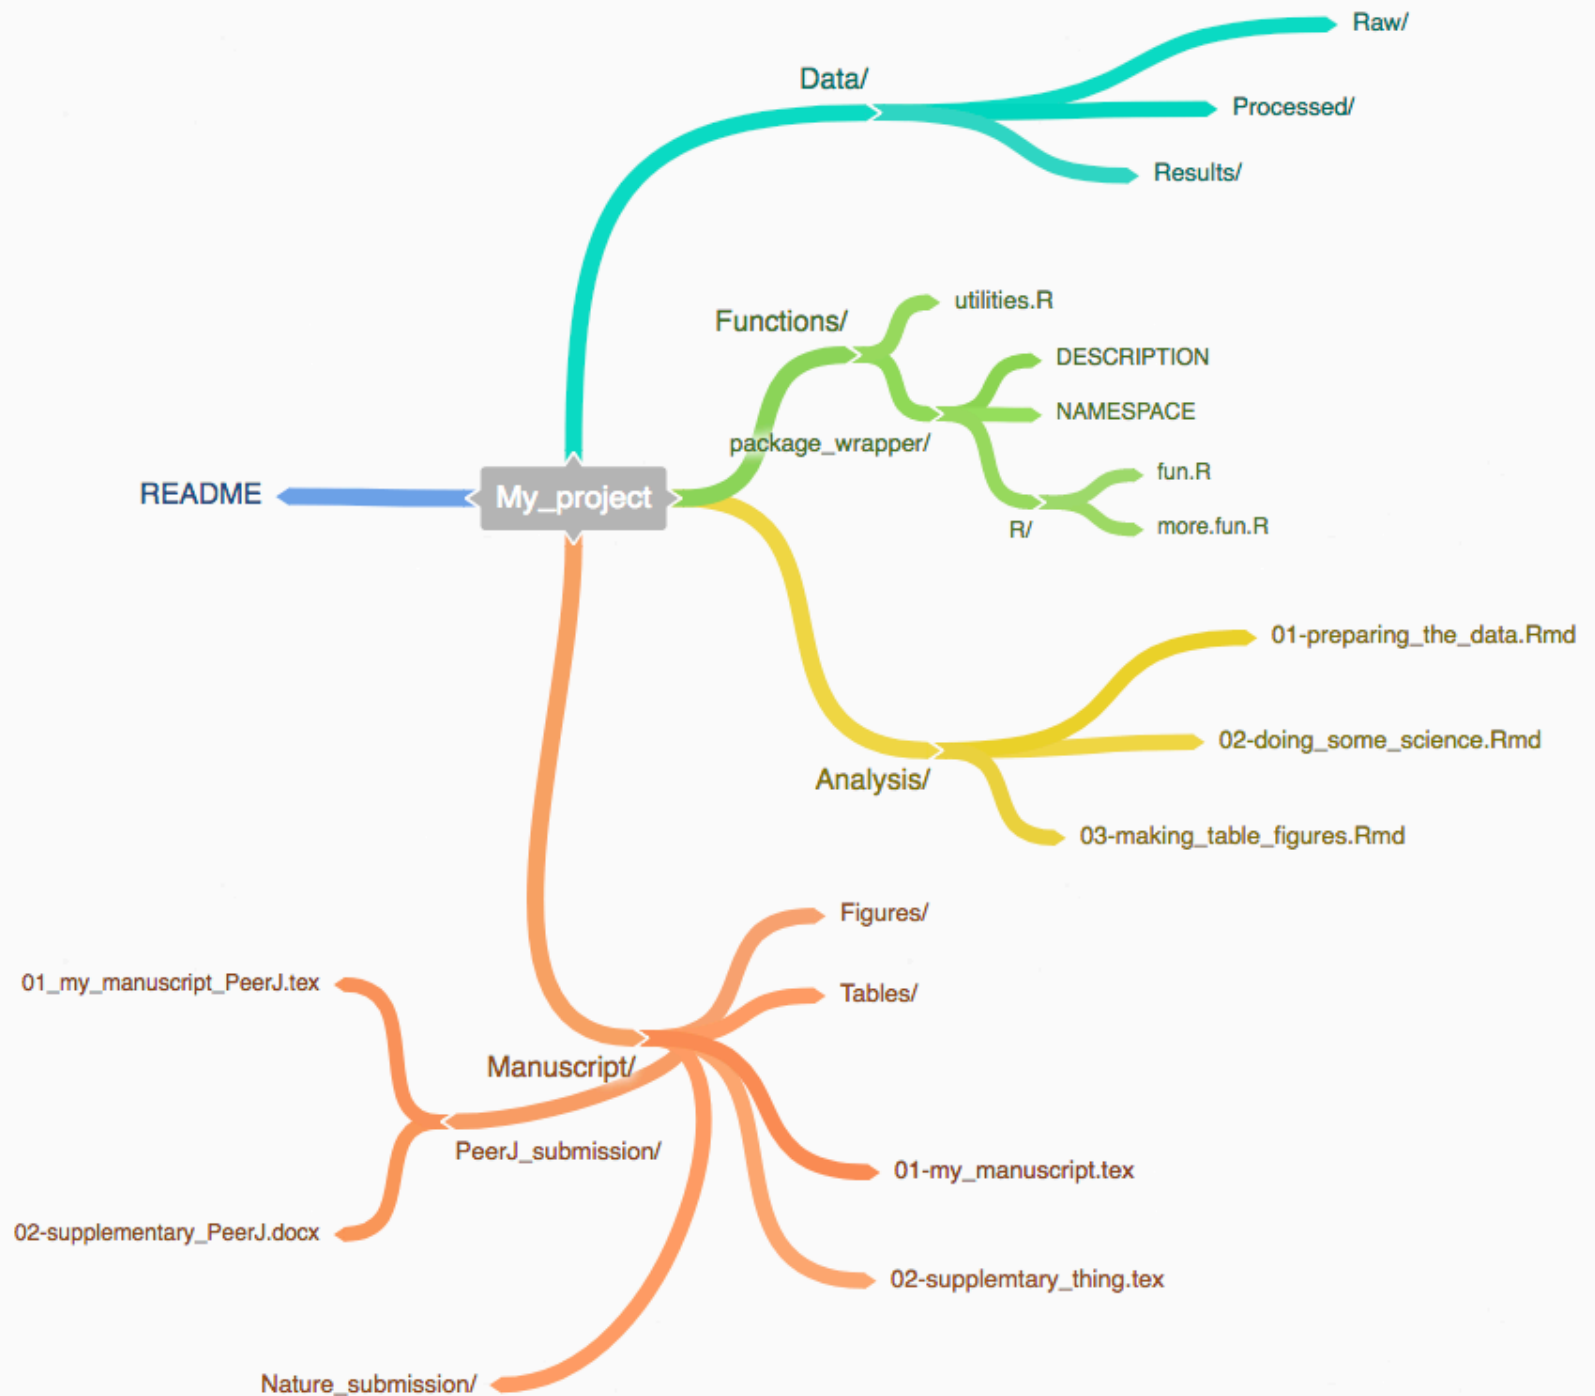 Raw/
Data/
Processed/
Results/
utilities.R
Functions/
DESCRIPTION
NAMESPACE
package_wrapper/
fun.R
README
My_project
more.fun.R
R/
01-preparing_the_data.Rmd
02-doing_some_science.Rmd
Analysis/
03-making_table_figures.Rmd
Figures/
01_my_manuscript_PeerJ.tex
Tables/
Manuscript/
PeerJ_submission/
01-my_manuscript.tex
02-supplementary_PeerJ.docx
02-supplemtary_thing.tex
Nature_submission/